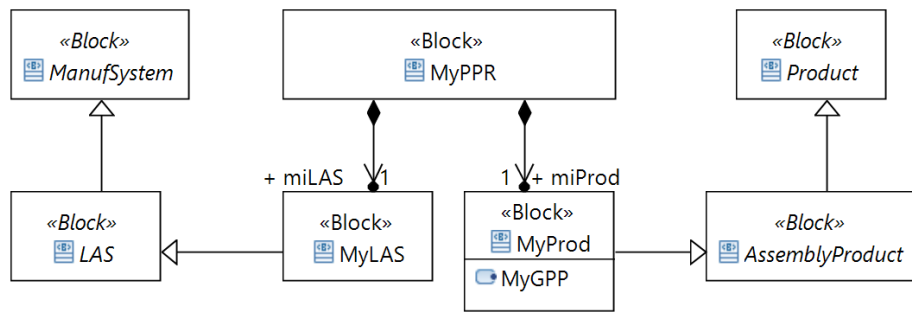 «Block»
ManufSystem
«Block»
MyPPR
«Block»
Product
+ miLAS
1
1
+ miProd
«Block»
LAS
«Block»
MyLAS
«Block»
MyProd
MyGPP
«Block»
AssemblyProduct